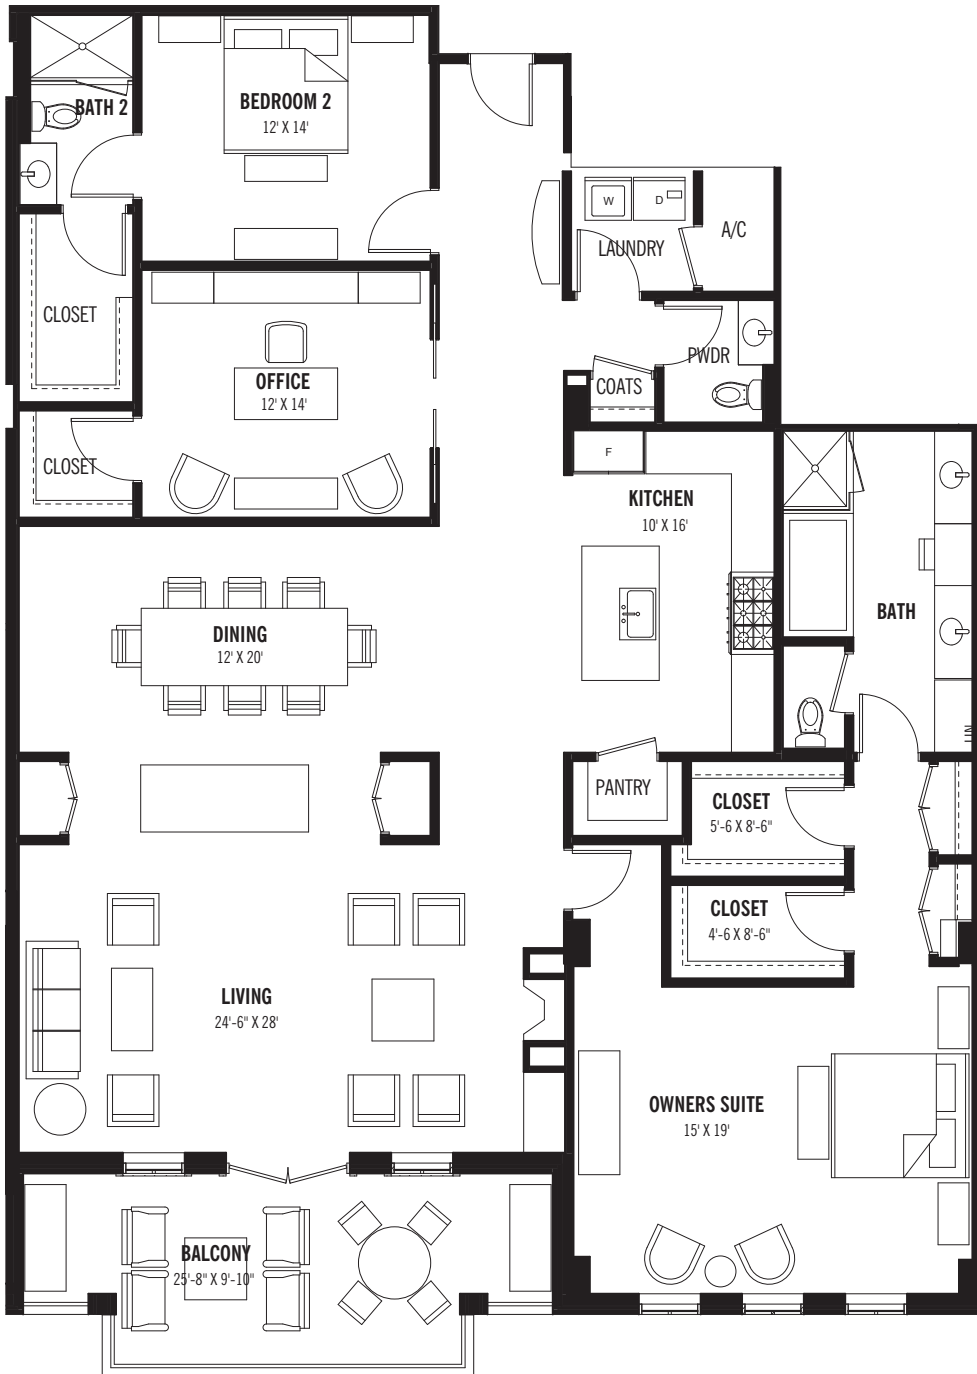 BATH 2
BEDROOM 2
12' X 14'
W
D
LAUNDRY
A/C
CLOSET
PWDR
OFFICE
12' X 14'
COATS
CLOSET
F
KITCHEN
10' X 16'
BATH
DINING
12' X 20'
LIN
PANTRY
CLOSET
5'-6 X 8'-6"
CLOSET
4'-6 X 8'-6"
LIVING
24'-6" X 28'
OWNERS SUITE
15' X 19'
BALCONY
25'-8" X 9'-10"